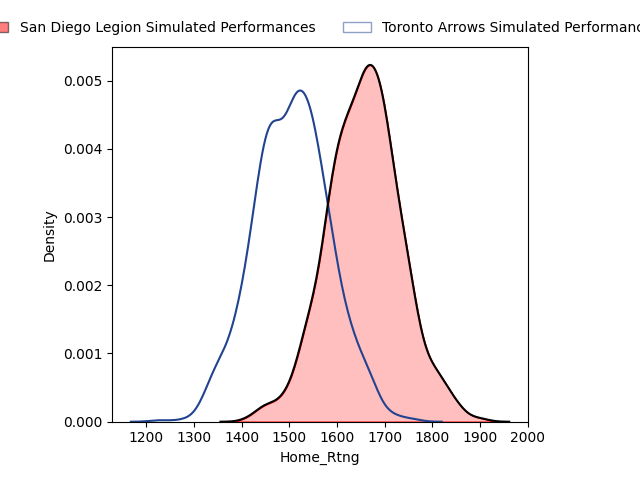 San Diego Legion Simulated Performances
Toronto Arrows Simulated
0.005
0.004
0.003
0.002
0.001
0.000
Density
1200 1300 1400 1500 1600 1700 1800 1900 2000
Home_Rtng